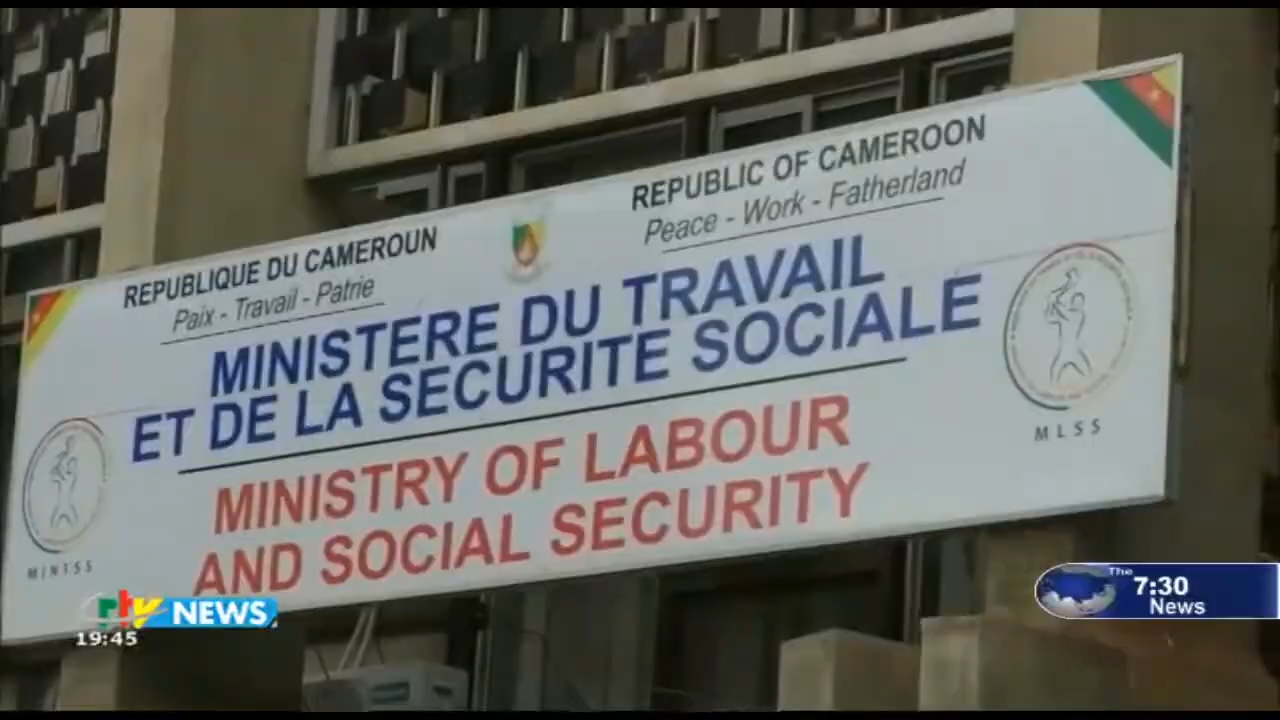 REPUBLIQUE DU CAMEROUN
Paix - Travail - Patrie
REPUBLIC OF CAMEROON
Peace - Work - Fatherland
MINISTERE DU TRAVAIL
ET DE LA SECURITE SOCIALE
MINISTRY OF LABOUR
AND SOCIAL SECURITY
MINTSS
MLSS
rtv NEWS
19:45
The
7:30
News